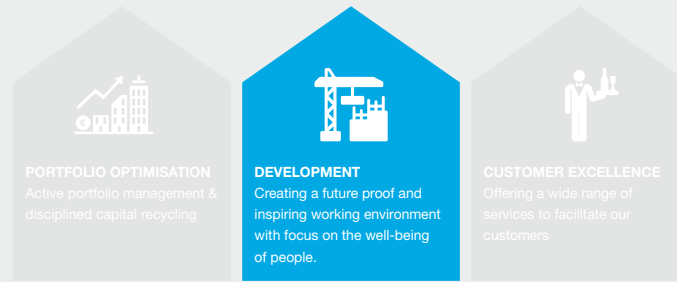 PORTFOLIO OPTIMISATION
Active portfolio management &
disciplined capital recycling
DEVELOPMENT
Creating a future proof and
inspiring working environment
with focus on the well-being
of people.
CUSTOMER EXCELLENCE
Offering a wide range of
services to facilitate our
customers